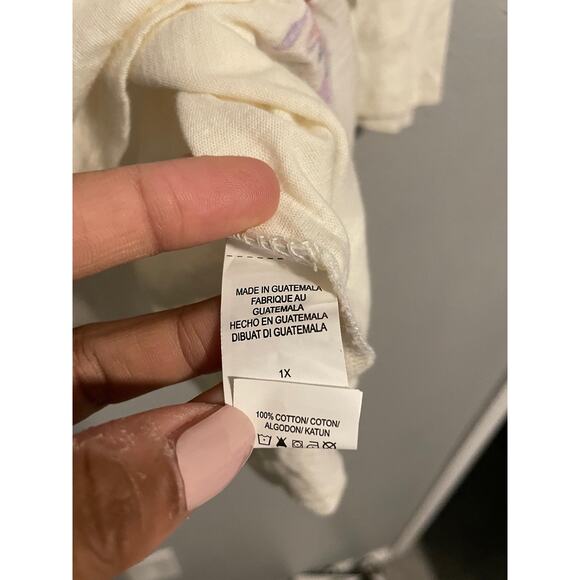 MADE IN GUATEMALA
FABRIQUE AU
GUATEMALA
HECHO EN GUATEMALA
DIBUAT DI GUATEMALA
1X
100% COTTON/ COTON/
ALGODON/ KATUN